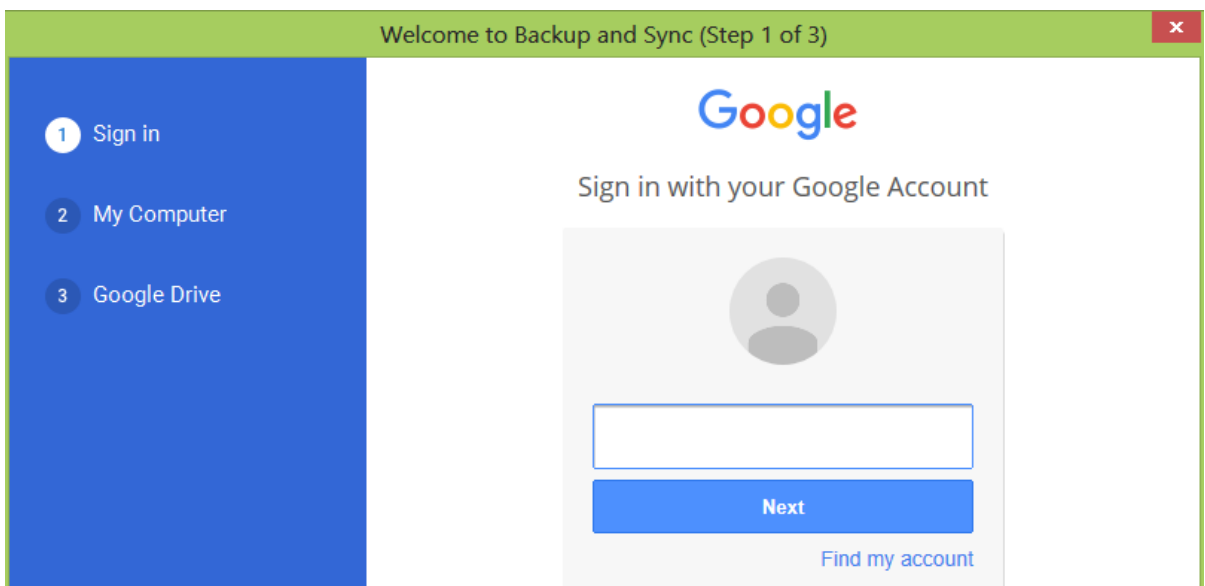 Welcome to Backup and Sync (Step 1 of 3)
x
1 Sign in
2 My Computer
3 Google Drive
Google
Sign in with your Google Account
Next
Find my account